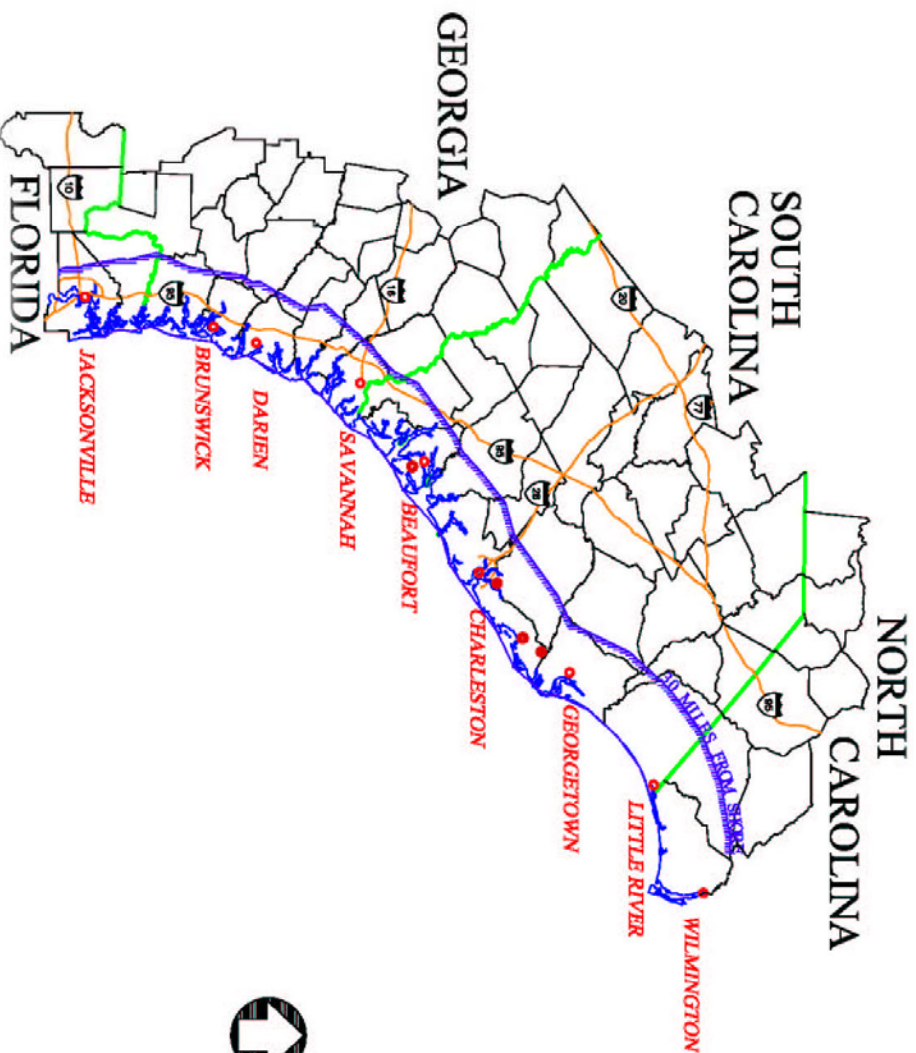 NORTH
CAROLINA
SOUTH
CAROLINA
GEORGIA
FLORIDA
WILMINGTON
LITTLE RIVER
GEORGETOWN
CHARLESTON
BEAUFORT
SAVANNAH
DARIEN
BRUNSWICK
JACKSONVILLE
MILES FROM SHORE
77
20
95
26
95
16
95
10